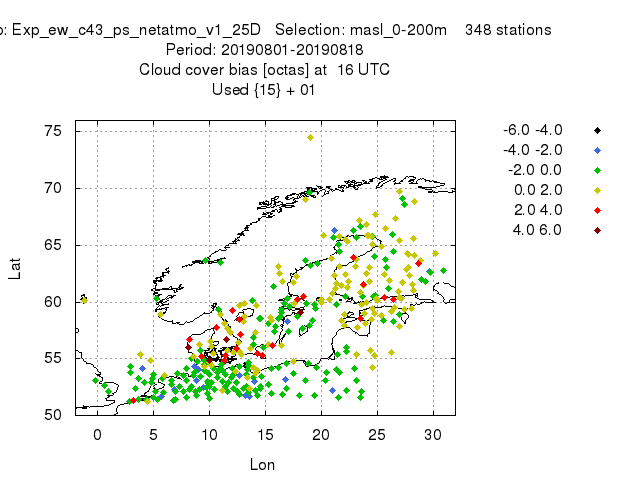 : Exp_ew_c43_ps_netatmo_v1_25D Selection: masl_0-200m 348 stations
Period: 20190801-20190818
Cloud cover bias [octas] at 16 UTC
Used {15} + 01
-6.0 -4.0
-4.0 -2.0
-2.0 0.0
0.0 2.0
2.0 4.0
4.0 6.0
75
70
65
60
55
50
Lat
0 5 10 15 20 25 30
Lon